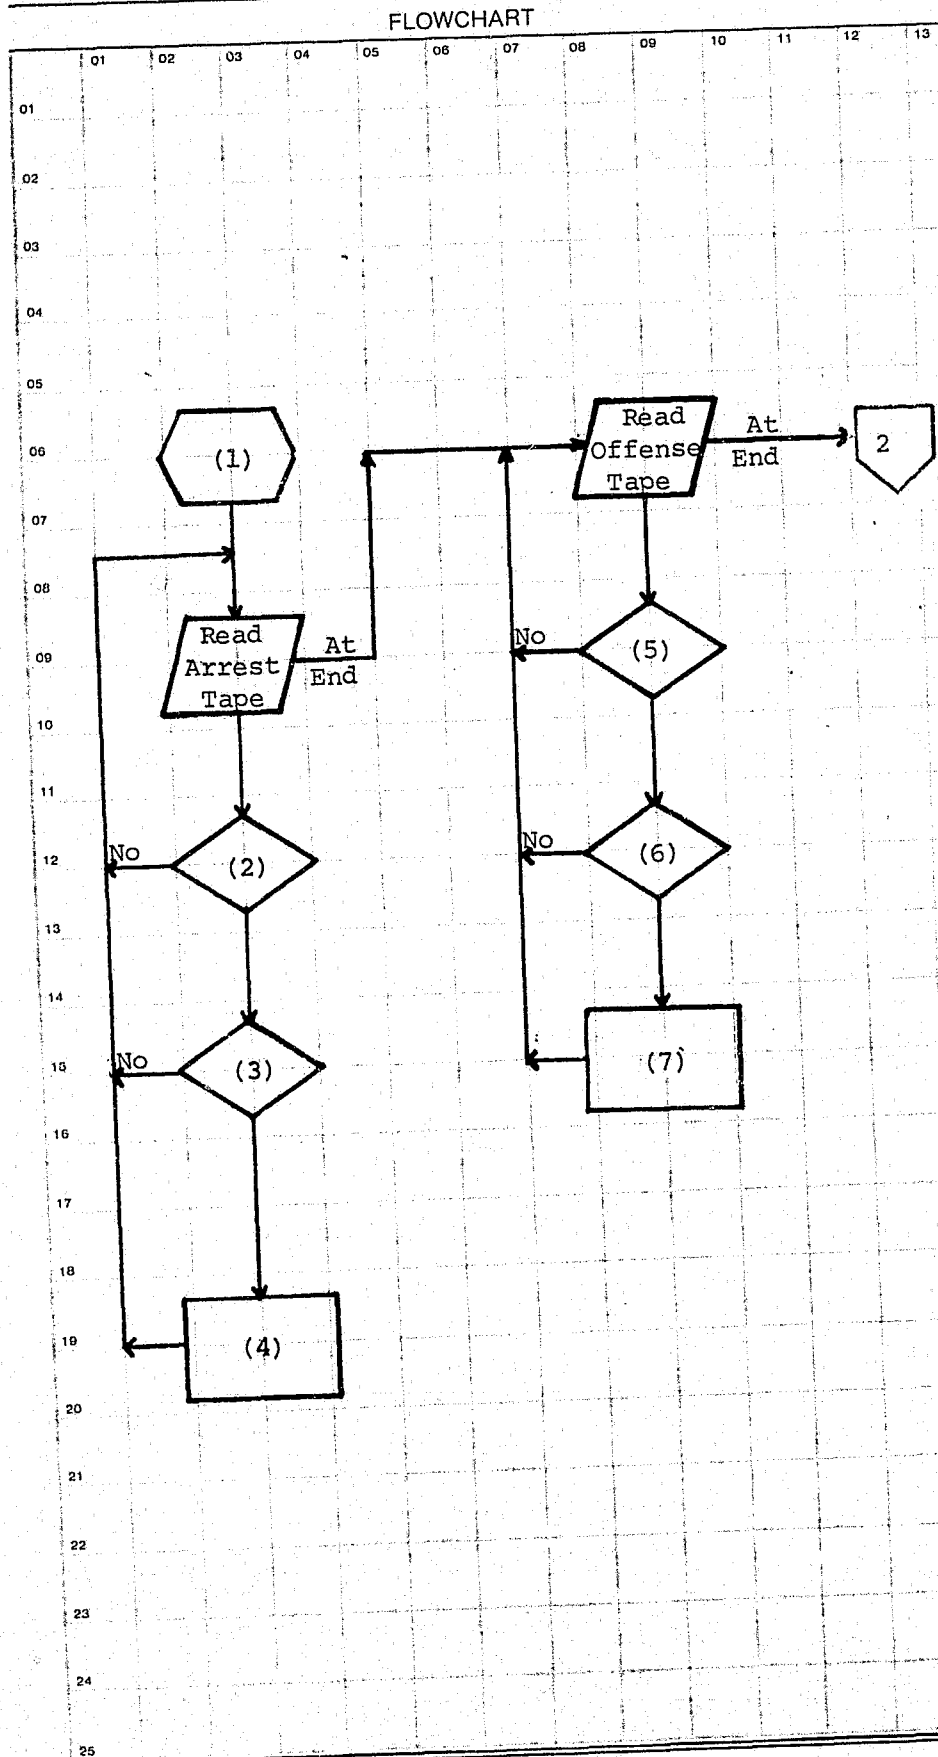 FLOWCHART
01 02 03 04 05 06 07 08 09 10 11 12 13
01
02
03
04
05
06
07
08
09
10
11
12
13
14
15
16
17
18
19
20
21
22
23
24
25
(1)
Read
Arrest
Tape
At
End
(2)
No
(3)
No
(4)
Read
Offense
Tape
At
End
2
(5)
No
(6)
No
(7)